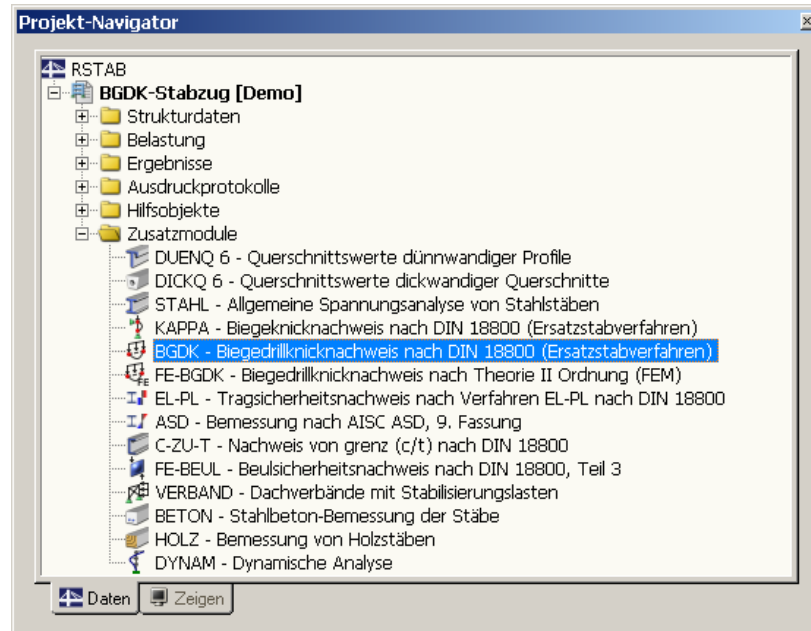 Projekt-Navigator
RSTAB
BGDK-Stabzug [Demo]
Strukturdaten
Belastung
Ergebnisse
Ausdruckprotokolle
Hilfsobjekte
Zusatzmodule
DUENQ 6 - Querschnittswerte dünnwandiger Profile
DICKQ 6 - Querschnittswerte dickwandiger Querschnitte
STAHL - Allgemeine Spannungsanalyse von Stahlstäben
KAPPA - Biegeknicknachweis nach DIN 18800 (Ersatzstabverfahren)
BGDK - Biegedrillknicknachweis nach DIN 18800 (Ersatzstabverfahren)
FE-BGDK - Biegedrillknicknachweis nach Theorie II Ordnung (FEM)
EL-PL - Tragsicherheitsnachweis nach Verfahren EL-PL nach DIN 18800
ASD - Bemessung nach AISC ASD, 9. Fassung
C-ZU-T - Nachweis von grenz (c/t) nach DIN 18800
FE-BEUL - Beulsicherheitsnachweis nach DIN 18800, Teil 3
VERBAND - Dachverbände mit Stabilisierungslasten
BETON - Stahlbeton-Bemessung der Stäbe
HOLZ - Bemessung von Holzstäben
DYNAM - Dynamische Analyse
Daten Zeigen